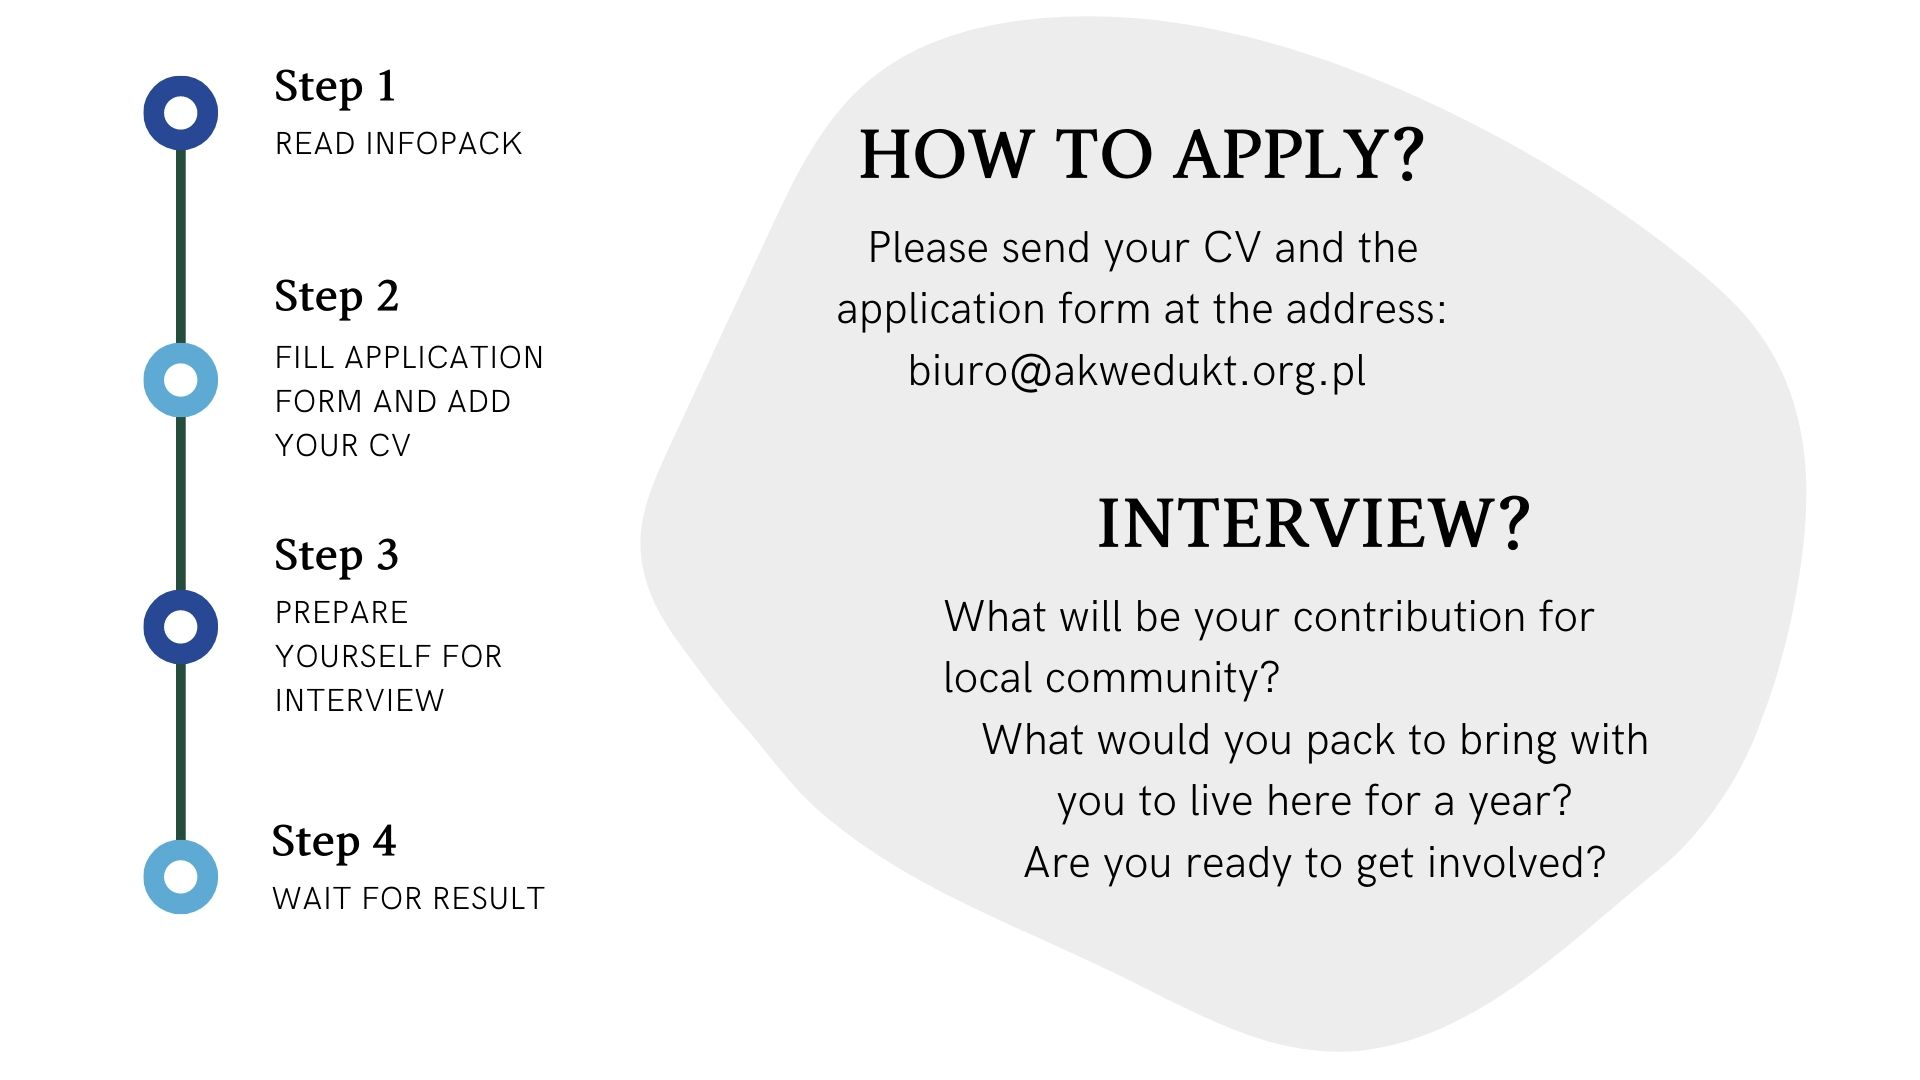 Step 1
READ INFOPACK
Step 2
FILL APPLICATION
FORM AND ADD
YOUR CV
Step 3
PREPARE
YOURSELF FOR
INTERVIEW
Step 4
WAIT FOR RESULT
HOW TO APPLY?
Please send your CV and the
application form at the address:
biuro@akwedukt.org.pl
INTERVIEW?
What will be your contribution for
local community?
What would you pack to bring with
you to live here for a year?
Are you ready to get involved?